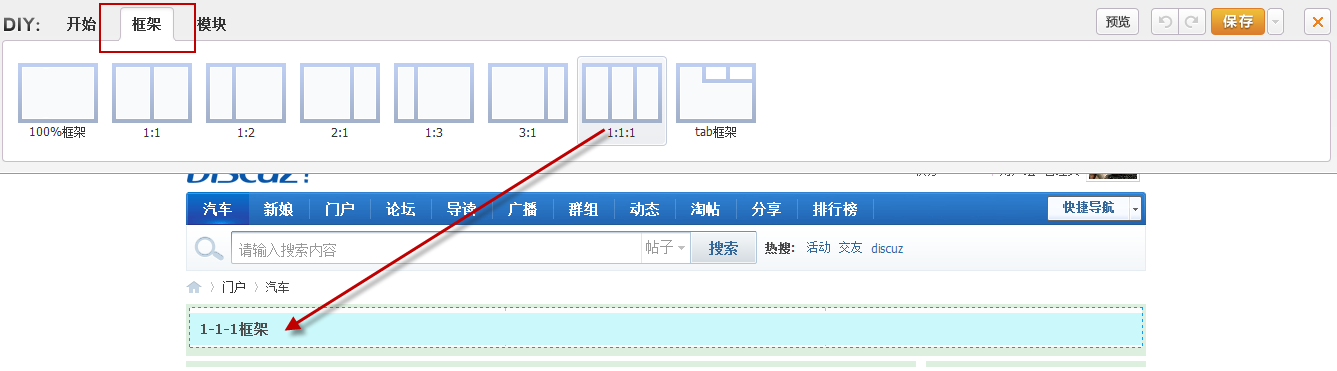 DIY: 开始 框架 模块 预览 保存
100%框架 1:1 1:2 2:1 1:3 3:1 1:1:1 tab框架
汽车 新娘 门户 论坛 导读 广播 群组 动态 淘帖 分享 排行榜 快捷导航
请输入搜索内容 帖子 搜索 热搜: 活动 交友 discuz
门户 汽车
1-1-1框架